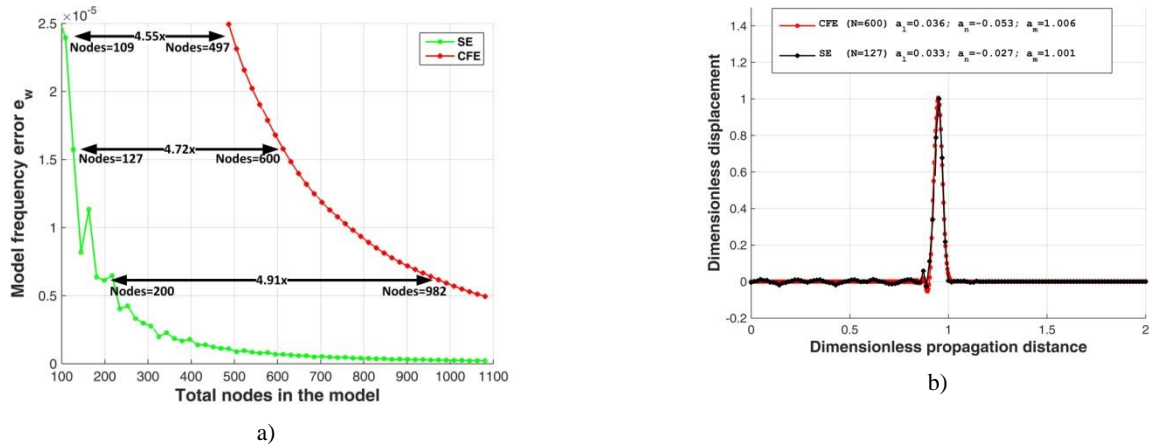 ×10⁻⁵
2.5
2
1.5
1
0.5
0
100 200 300 400 500 600 700 800 900 1000 1100
Model frequency error e_w
Total nodes in the model
4.55x
Nodes=109 Nodes=497
4.72x
Nodes=127 Nodes=600
4.91x
Nodes=200 Nodes=982
SE
CFE
a)
CFE (N=600) a_l=0.036; a_n=-0.053; a_m=1.006
SE (N=127) a_l=0.033; a_n=-0.027; a_m=1.001
1.4
1.2
1
0.8
0.6
0.4
0.2
0
-0.2
0 0.5 1 1.5 2
Dimensionless displacement
Dimensionless propagation distance
b)